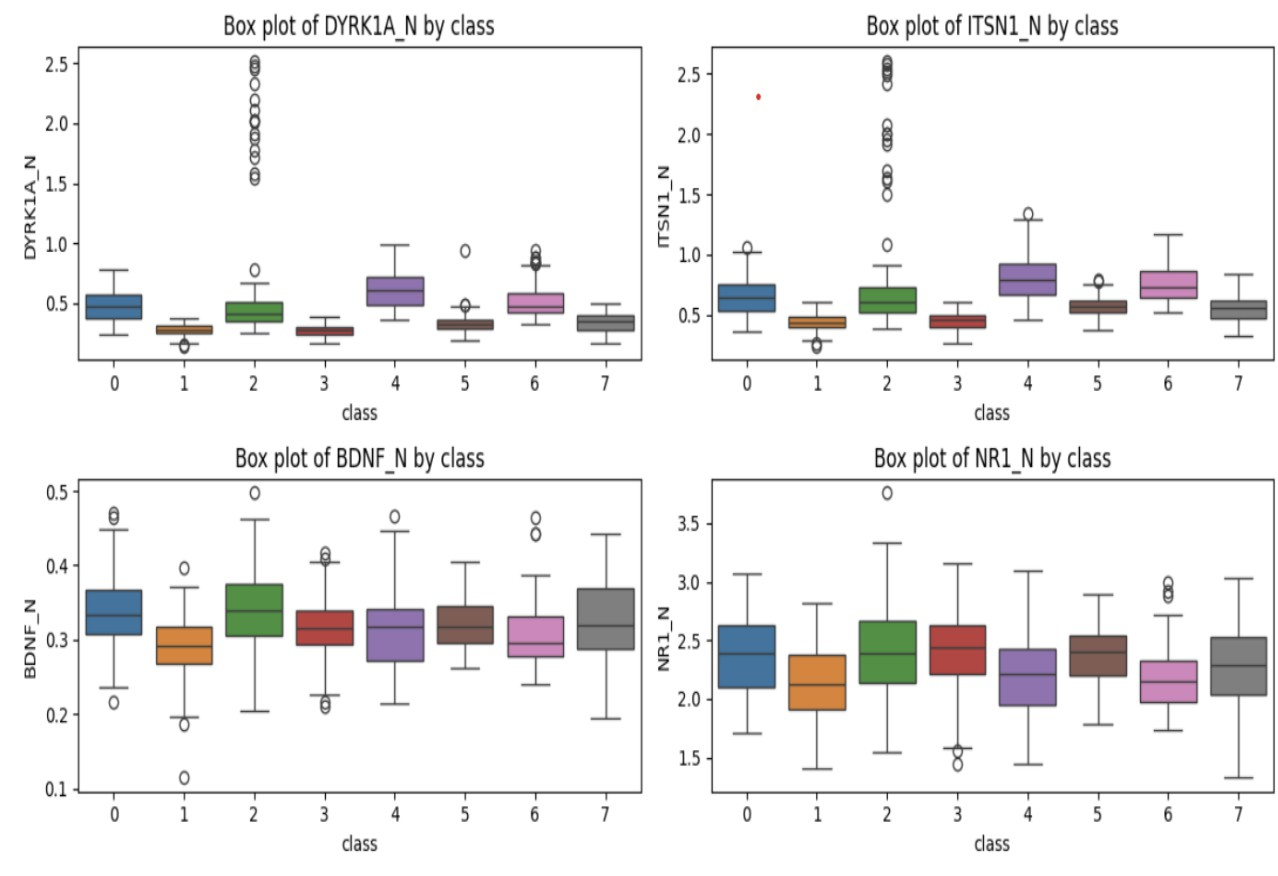 Box plot of DYRK1A_N by class
DYRK1A_N
2.5
2.0
1.5
1.0
0.5
0 1 2 3 4 5 6 7
class
Box plot of ITSN1_N by class
ITSN1_N
2.5
2.0
1.5
1.0
0.5
0 1 2 3 4 5 6 7
class
Box plot of BDNF_N by class
BDNF_N
0.5
0.4
0.3
0.2
0.1
0 1 2 3 4 5 6 7
class
Box plot of NR1_N by class
NR1_N
3.5
3.0
2.5
2.0
1.5
0 1 2 3 4 5 6 7
class